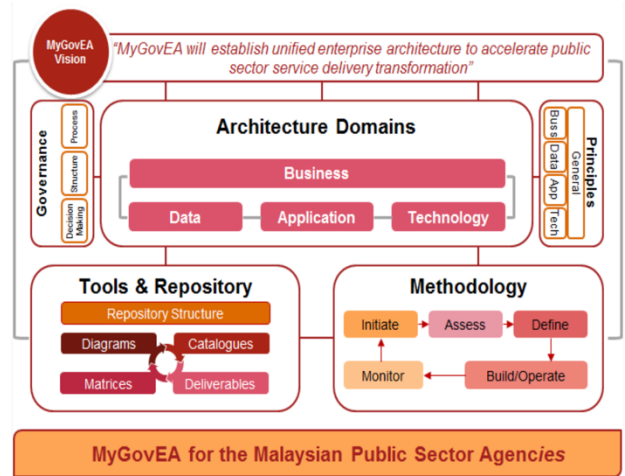 MyGovEA
Vision
"MyGovEA will establish unified enterprise architecture to accelerate public
sector service delivery transformation"
Governance
Process
Structure
Decision
Making
Architecture Domains
Business
Data
Application
Technology
Buss
Data
App
Tech
General
Principles
Tools & Repository
Repository Structure
Diagrams
Catalogues
Matrices
Deliverables
Methodology
Initiate
Assess
Define
Monitor
Build/Operate
MyGovEA for the Malaysian Public Sector Agencies